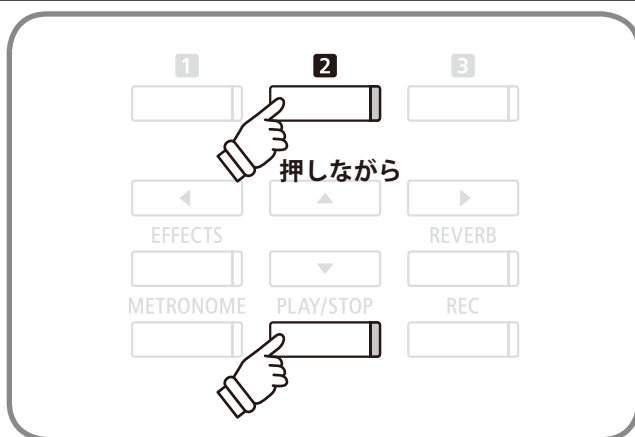 1 2 3
押しながら
EFFECTS REVERB
METRONOME PLAY/STOP REC